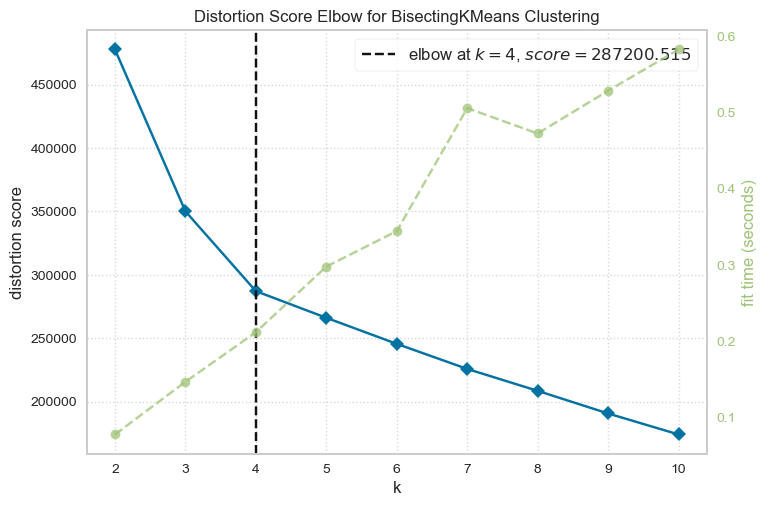 Distortion Score Elbow for BisectingKMeans Clustering
elbow at k = 4, score = 287200.515
distortion score
450000
400000
350000
300000
250000
200000
0.6
0.5
0.4
0.3
0.2
0.1
fit time (seconds)
2 3 4 5 6 7 8 9 10
k